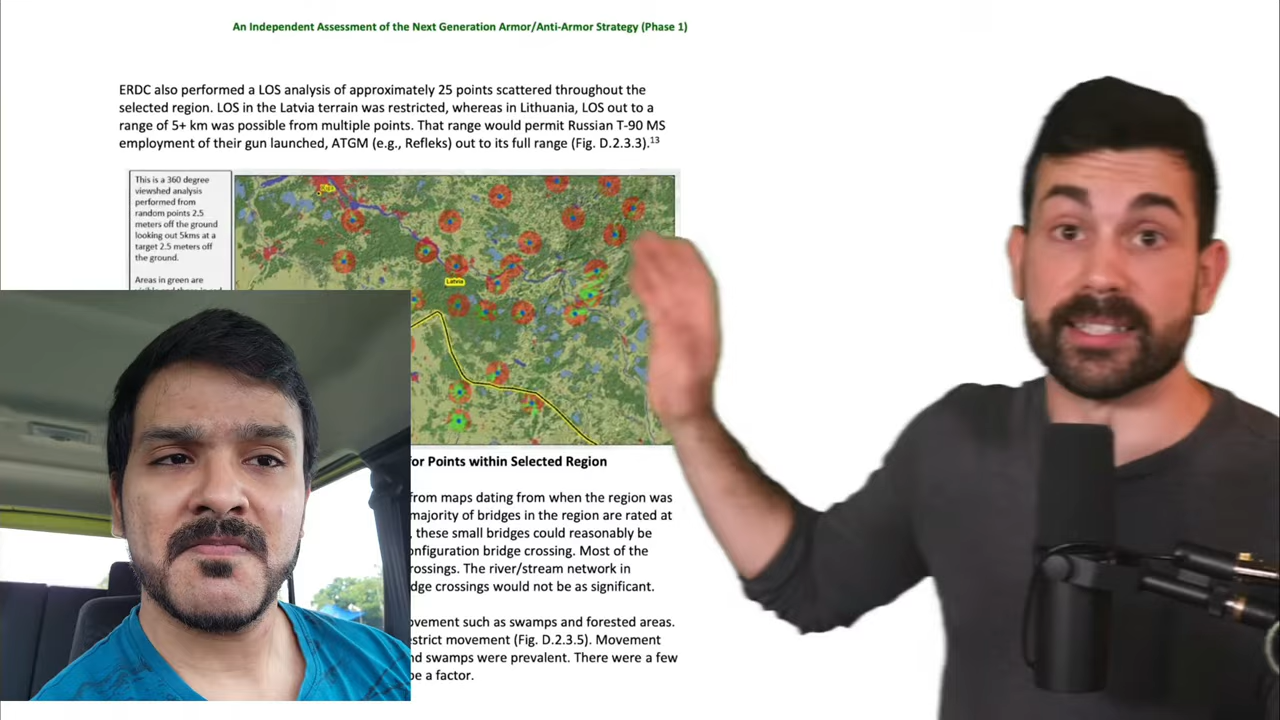 An Independent Assessment of the Next Generation Armor/Anti-Armor Strategy (Phase 1)
ERDC also performed a LOS analysis of approximately 25 points scattered throughout the
selected region. LOS in the Latvia terrain was restricted, whereas in Lithuania, LOS out to a
range of 5+ km was possible from multiple points. That range would permit Russian T-90 MS
employment of their gun launched, ATGM (e.g., Refleks) out to its full range (Fig. D.2.3.3).¹³
This is a 360 degree
viewshed analysis
performed from
random points 2.5
meters off the ground
looking out 5kms at a
target 2.5 meters off
the ground.
Areas in green are
Latvia
for Points within Selected Region
from maps dating from when the region was
majority of bridges in the region are rated at
, these small bridges could reasonably be
onfiguration bridge crossing. Most of the
rossings. The river/stream network in
dge crossings would not be as significant.
ovement such as swamps and forested areas.
estrict movement (Fig. D.2.3.5). Movement
nd swamps were prevalent. There were a few
be a factor.